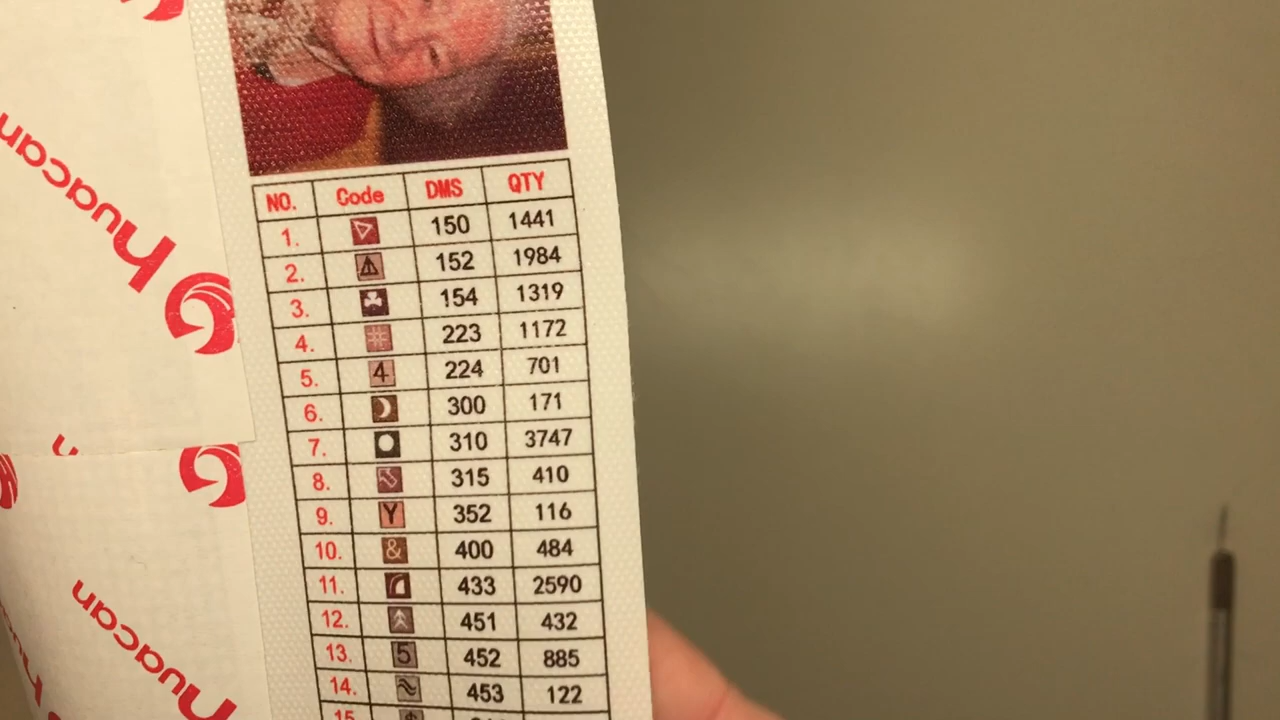 huacan
huacan
NO. Code DMS QTY
1. 150 1441
2. 152 1984
3. 154 1319
4. 223 1172
5. 4 224 701
6. 300 171
7. 310 3747
8. 315 410
9. Y 352 116
10. & 400 484
11. 433 2590
12. 451 432
13. 5 452 885
14. 453 122
15.